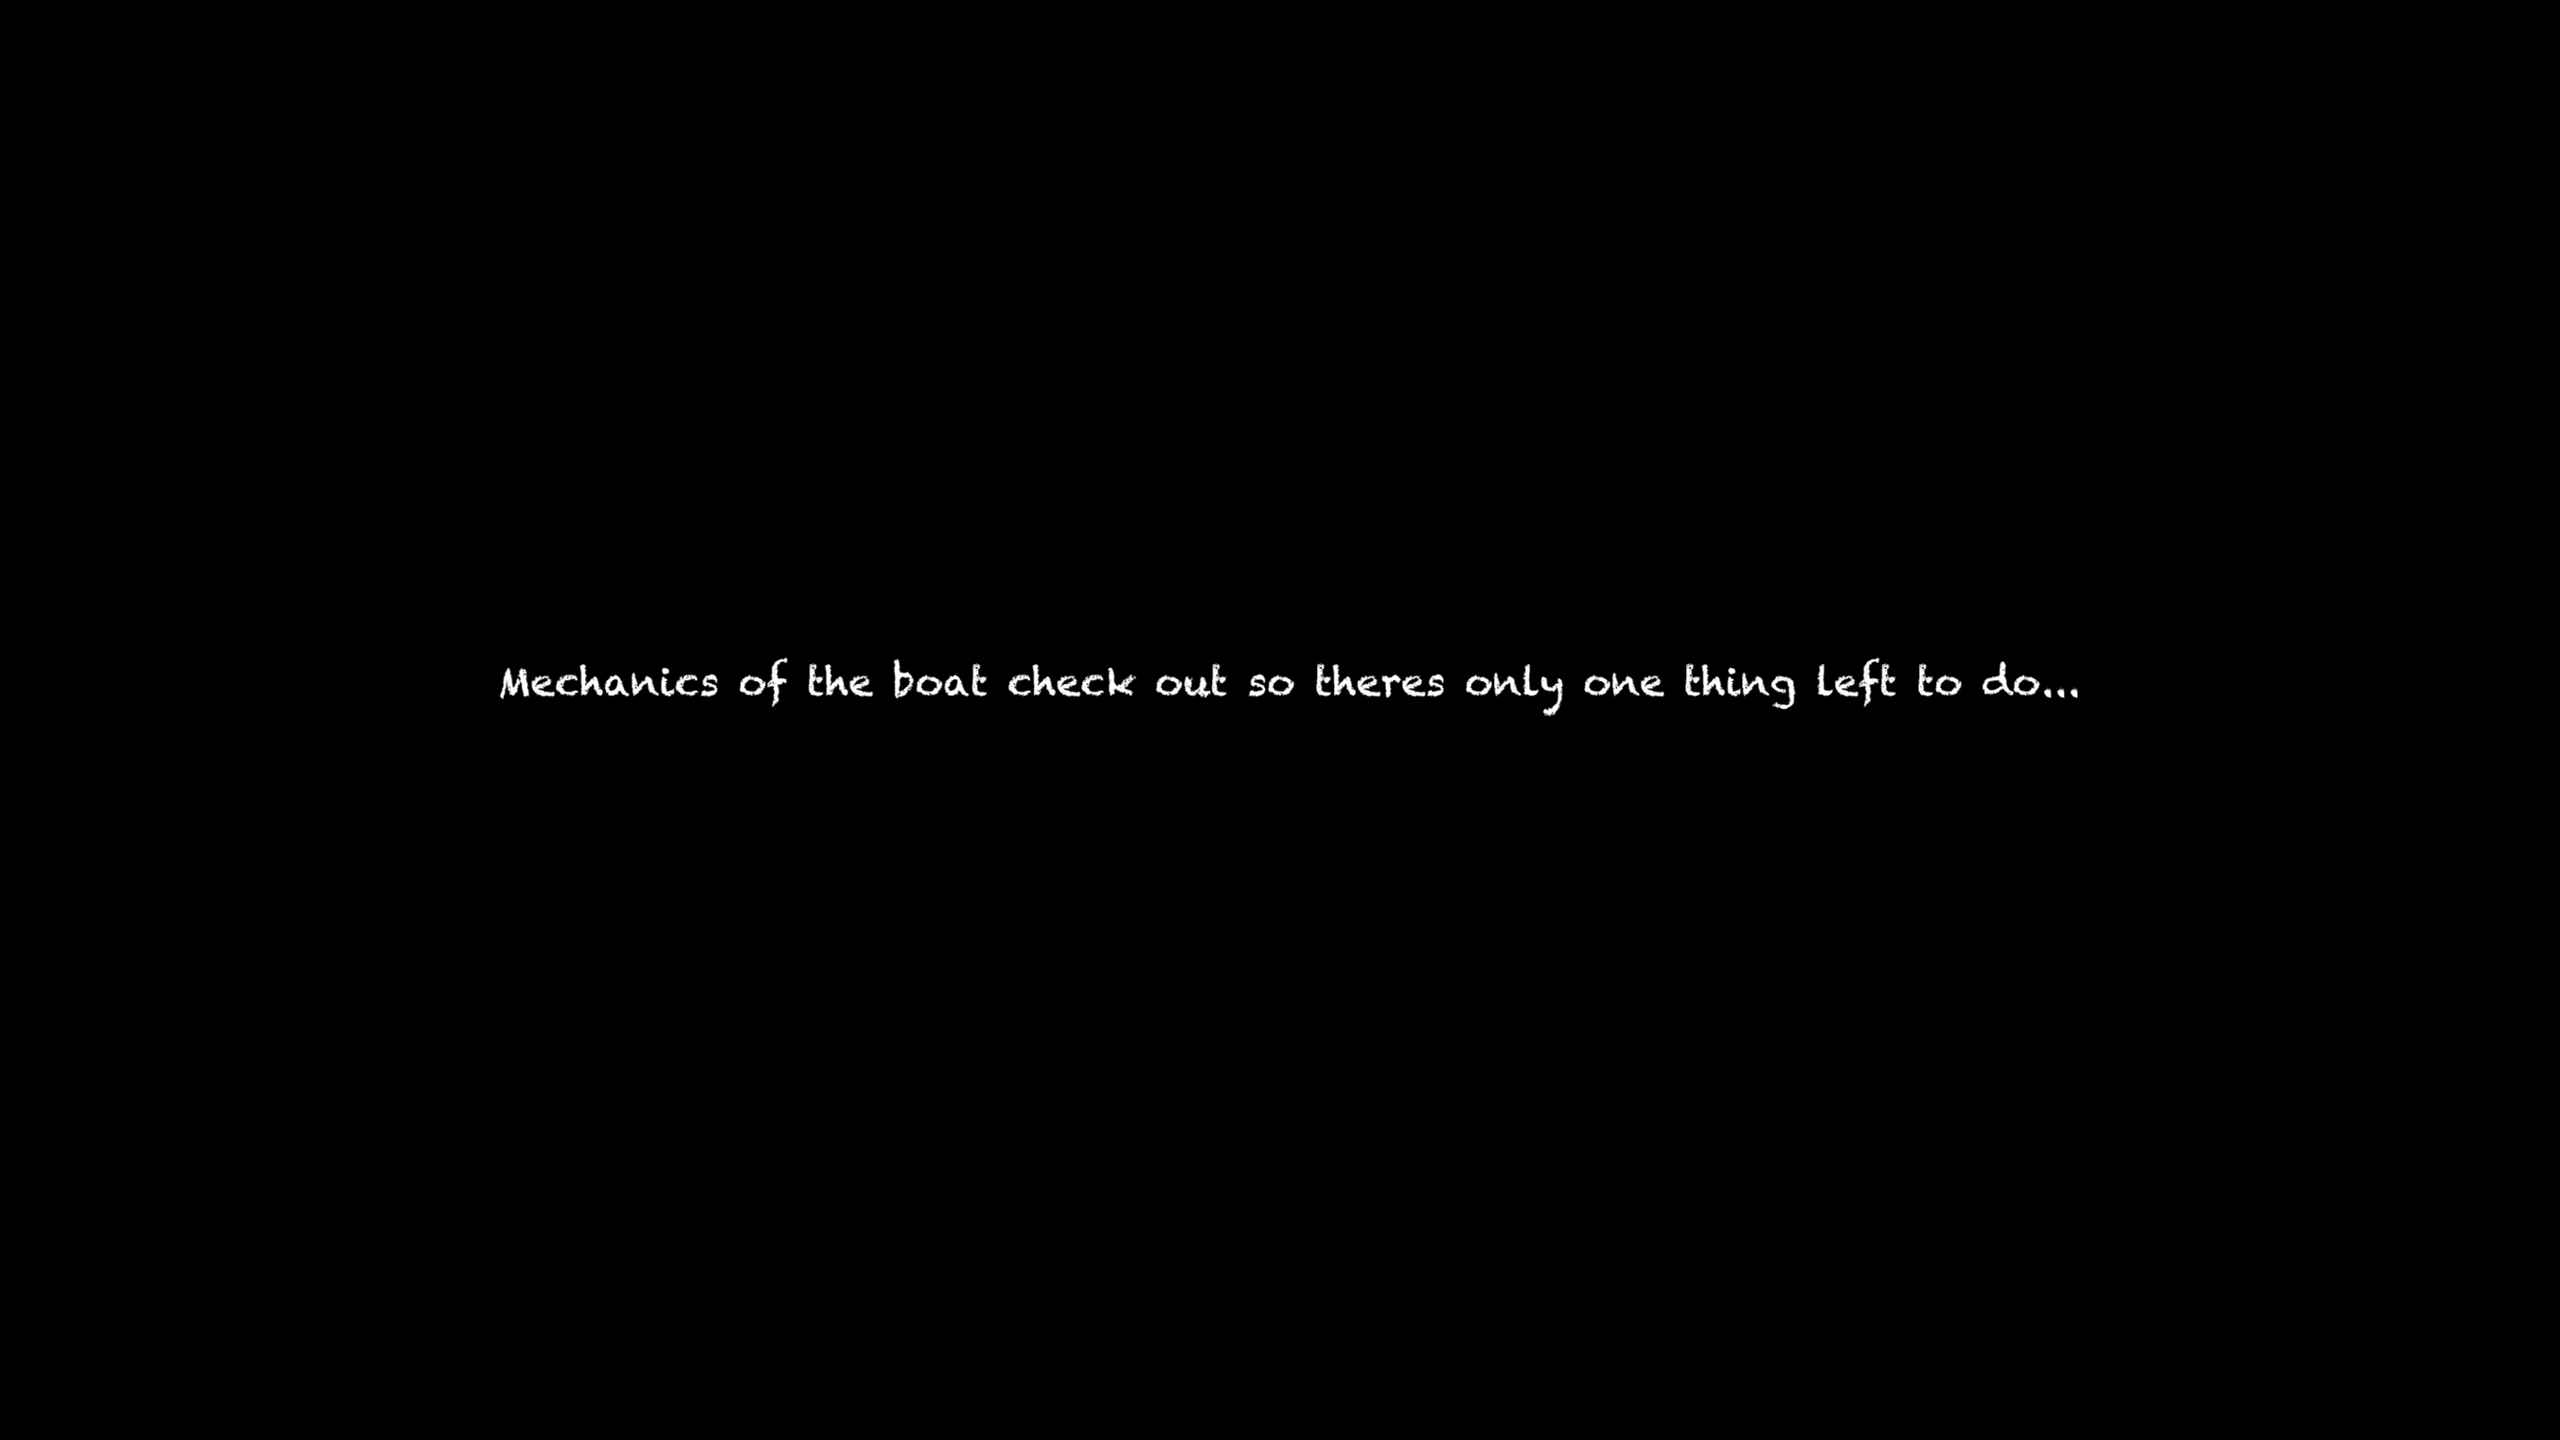 Mechanics of the boat check out so theres only one thing left to do...